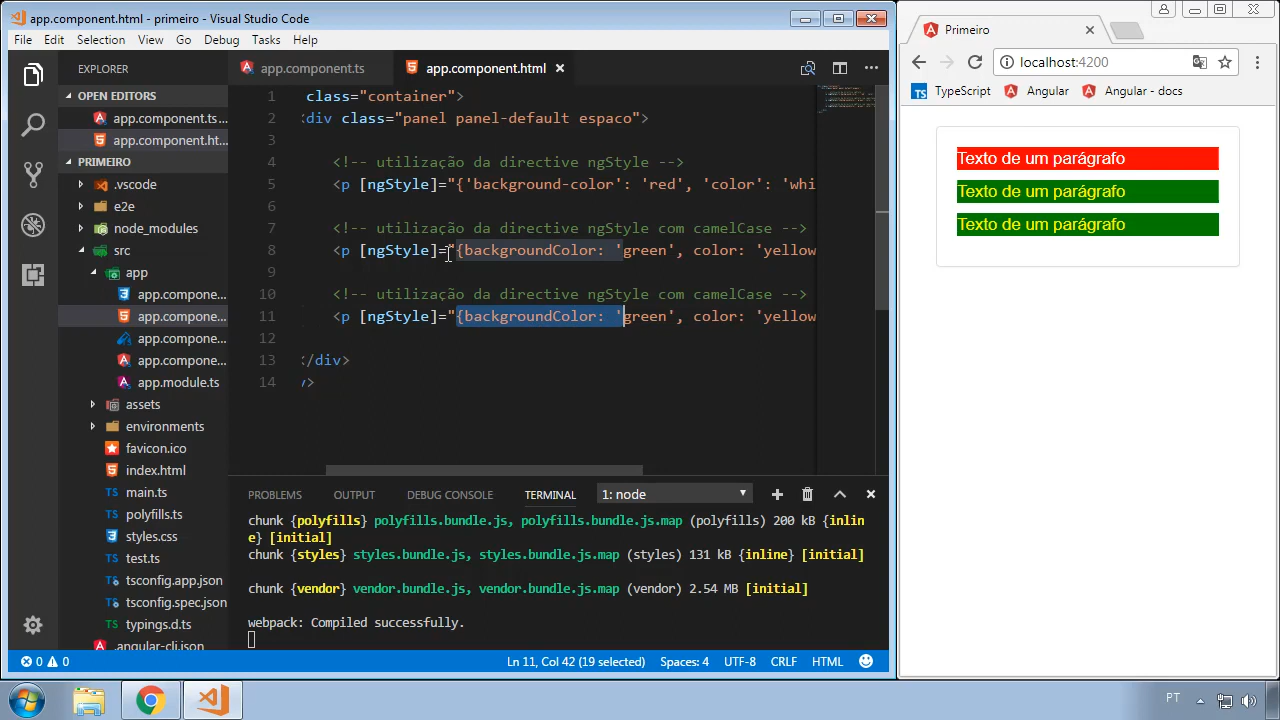 app.component.html - primeiro - Visual Studio Code
File Edit Selection View Go Debug Tasks Help
EXPLORER
OPEN EDITORS
app.component.ts...
app.component.ht...
PRIMEIRO
.vscode
e2e
node_modules
src
app
app.compone...
app.compone...
app.compone...
app.compone...
app.module.ts
assets
environments
favicon.ico
index.html
main.ts
polyfills.ts
styles.css
test.ts
tsconfig.app.json
tsconfig.spec.json
typings.d.ts
.angular-cli.json
app.component.ts
app.component.html
1 class="container">
2 div class="panel panel-default espaco">
3
4 <!-- utilização da directive ngStyle -->
5 <p [ngStyle]="{'background-color': 'red', 'color': 'whi
6
7 <!-- utilização da directive ngStyle com camelCase -->
8 <p [ngStyle]="{backgroundColor: 'green', color: 'yellow
9
10 <!-- utilização da directive ngStyle com camelCase -->
11 <p [ngStyle]="{backgroundColor: 'green', color: 'yellow
12
13 /div>
14 >
PROBLEMS OUTPUT DEBUG CONSOLE TERMINAL 1: node
chunk {polyfills} polyfills.bundle.js, polyfills.bundle.js.map (polyfills) 200 kB {inlin
e} [initial]
chunk {styles} styles.bundle.js, styles.bundle.js.map (styles) 131 kB {inline} [initial]
chunk {vendor} vendor.bundle.js, vendor.bundle.js.map (vendor) 2.54 MB [initial]
webpack: Compiled successfully.
0 0 Ln 11, Col 42 (19 selected) Spaces: 4 UTF-8 CRLF HTML
Primeiro
localhost:4200
TS TypeScript Angular Angular - docs
Texto de um parágrafo
Texto de um parágrafo
Texto de um parágrafo
PT